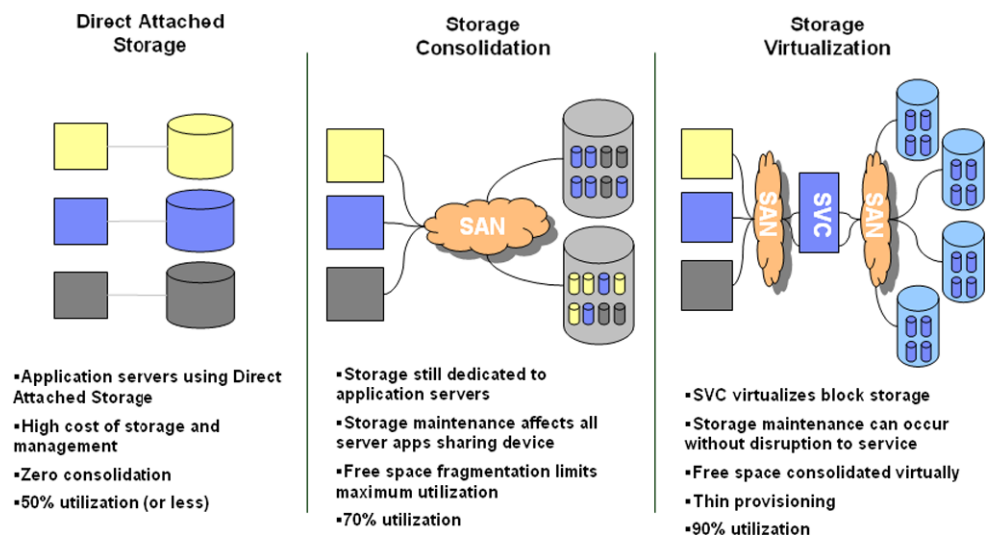 Direct Attached
Storage
▪Application servers using Direct
Attached Storage
▪High cost of storage and
management
▪Zero consolidation
▪50% utilization (or less)
Storage
Consolidation
SAN
▪Storage still dedicated to
application servers
▪Storage maintenance affects all
server apps sharing device
▪Free space fragmentation limits
maximum utilization
▪70% utilization
Storage
Virtualization
SAN
SVC
SAN
▪SVC virtualizes block storage
▪Storage maintenance can occur
without disruption to service
▪Free space consolidated virtually
▪Thin provisioning
▪90% utilization